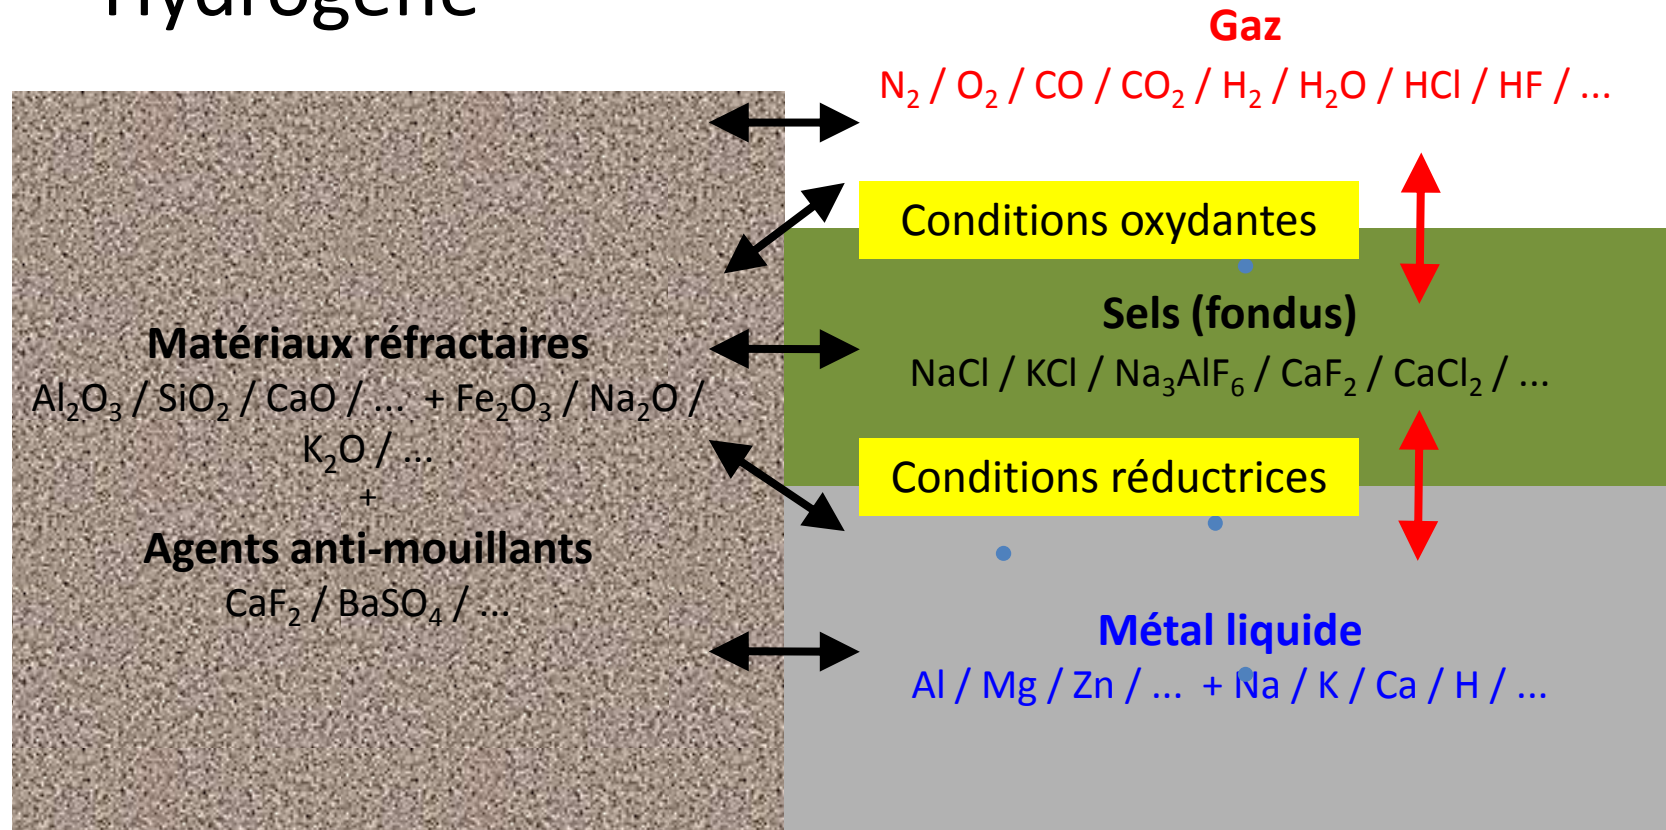 Hydrogène
Gaz
N₂ / O₂ / CO / CO₂ / H₂ / H₂O / HCl / HF / ...
Conditions oxydantes
Sels (fondus)
NaCl / KCl / Na₃AlF₆ / CaF₂ / CaCl₂ / ...
Conditions réductrices
Métal liquide
Al / Mg / Zn / ... + Na / K / Ca / H / ...
Matériaux réfractaires
Al₂O₃ / SiO₂ / CaO / ... + Fe₂O₃ / Na₂O /
K₂O / ...
+
Agents anti-mouillants
CaF₂ / BaSO₄ / ...